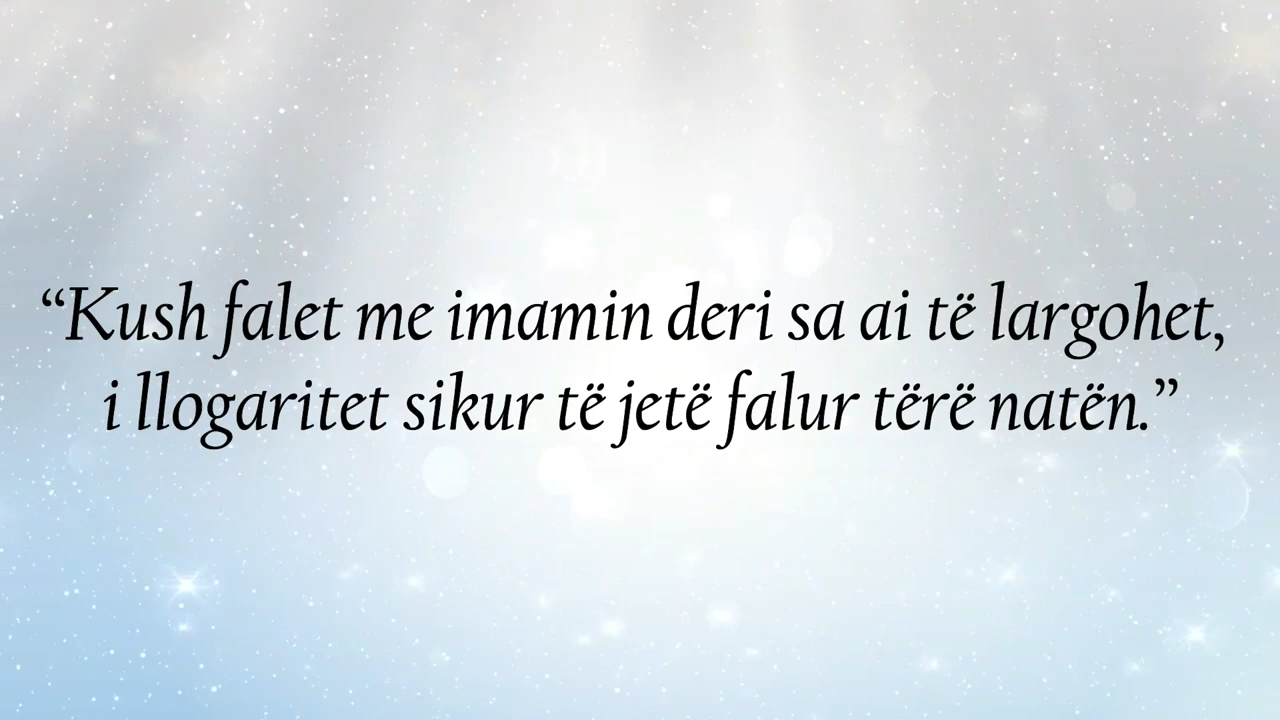 “Kush falet me imamin deri sa ai të largohet,
i llogaritet sikur të jetë falur tërë natën.”